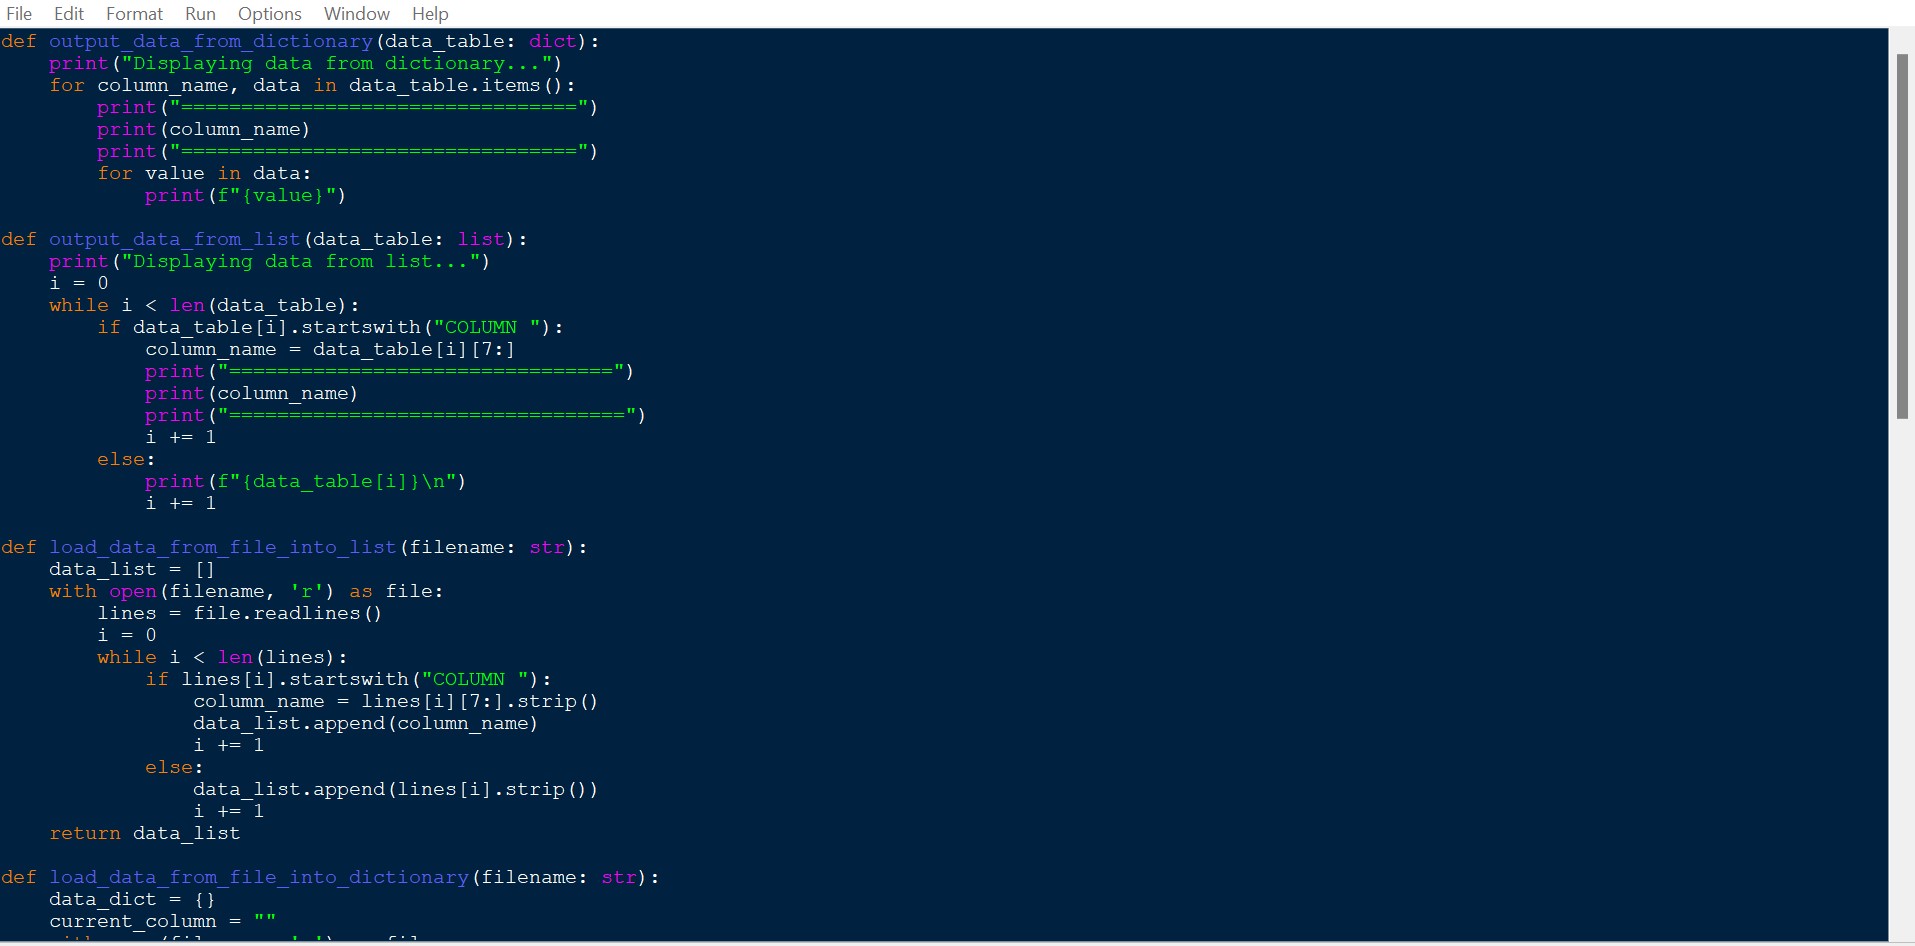 File Edit Format Run Options Window Help
def output_data_from_dictionary(data_table: dict):
    print("Displaying data from dictionary...")
    for column_name, data in data_table.items():
        print("=================================")
        print(column_name)
        print("=================================")
        for value in data:
            print(f"{value}")

def output_data_from_list(data_table: list):
    print("Displaying data from list...")
    i = 0
    while i < len(data_table):
        if data_table[i].startswith("COLUMN "):
            column_name = data_table[i][7:]
            print("================================")
            print(column_name)
            print("=================================")
            i += 1
        else:
            print(f"{data_table[i]}\n")
            i += 1

def load_data_from_file_into_list(filename: str):
    data_list = []
    with open(filename, 'r') as file:
        lines = file.readlines()
        i = 0
        while i < len(lines):
            if lines[i].startswith("COLUMN "):
                column_name = lines[i][7:].strip()
                data_list.append(column_name)
                i += 1
            else:
                data_list.append(lines[i].strip())
                i += 1
    return data_list

def load_data_from_file_into_dictionary(filename: str):
    data_dict = {}
    current_column = ""